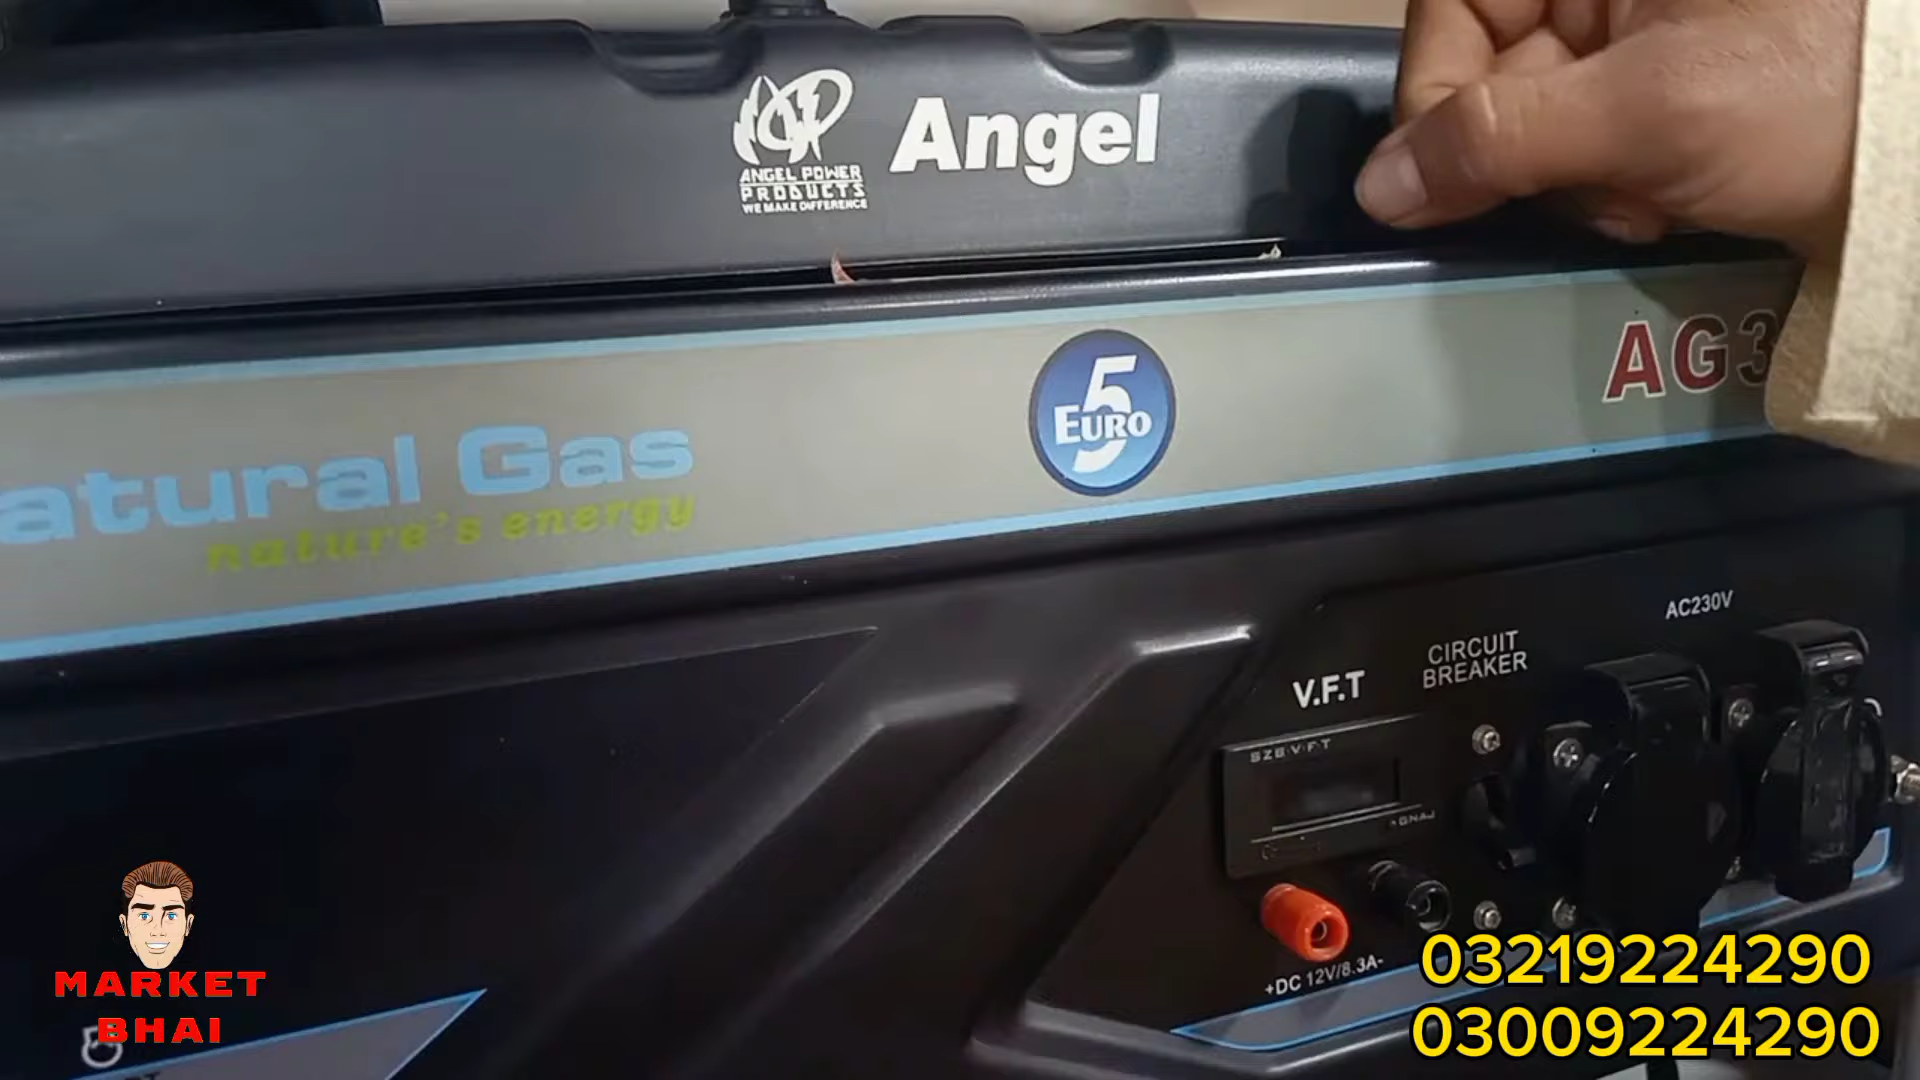 ANGEL POWER
PRODUCTS
WE MAKE DIFFERENCE
Angel
atural Gas
nature's energy
5
EURO
AG3
AC230V
CIRCUIT
BREAKER
V.F.T
SZB·V·F·T
+DC 12V/8.3A-
MARKET
BHAI
03219224290
03009224290